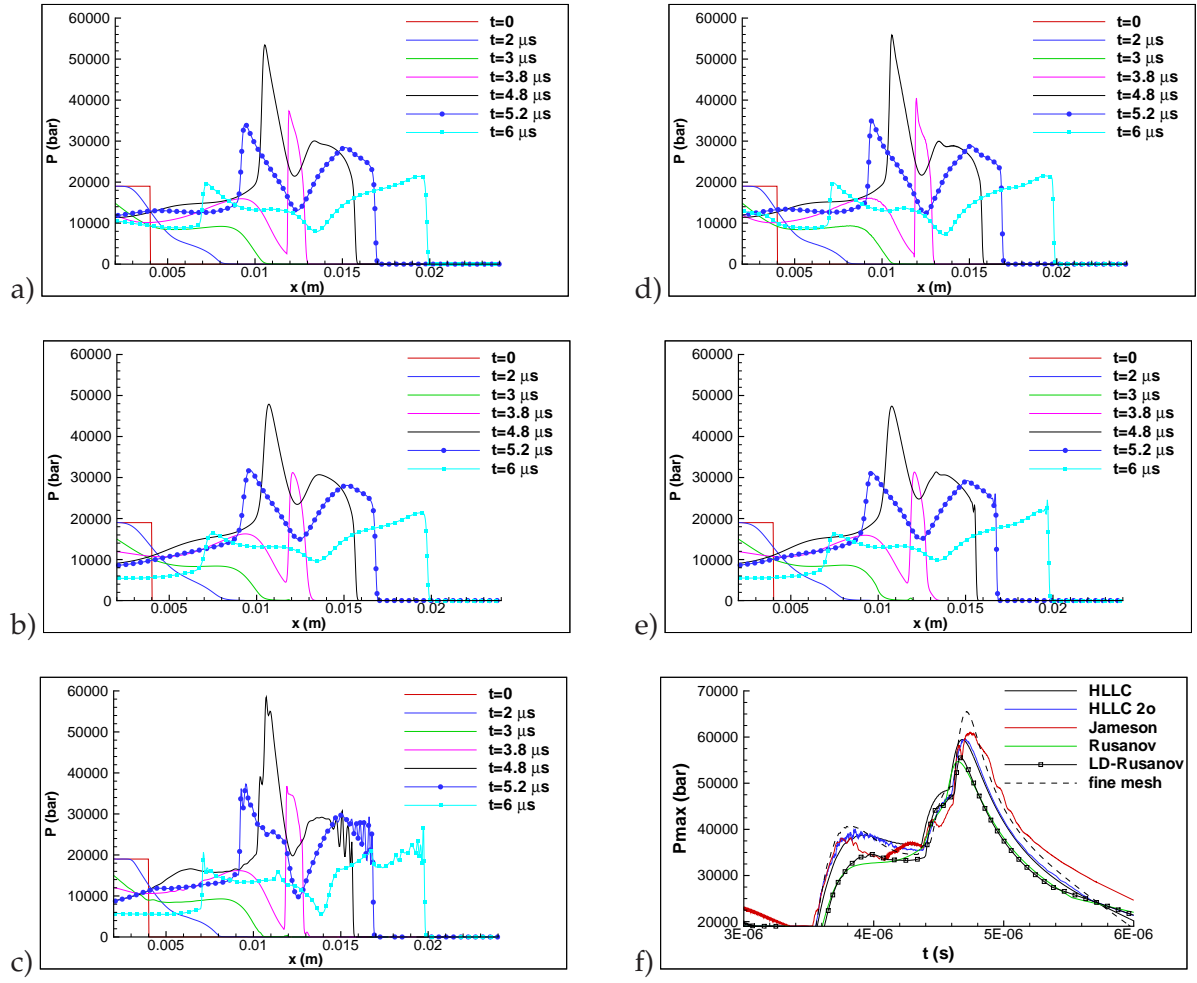 60000
50000
40000
30000
20000
10000
0
P (bar)
0.005 0.01 0.015 0.02
x (m)
t=0
t=2 μs
t=3 μs
t=3.8 μs
t=4.8 μs
t=5.2 μs
t=6 μs
a)
60000
50000
40000
30000
20000
10000
0
P (bar)
0.005 0.01 0.015 0.02
x (m)
t=0
t=2 μs
t=3 μs
t=3.8 μs
t=4.8 μs
t=5.2 μs
t=6 μs
d)
60000
50000
40000
30000
20000
10000
0
P (bar)
0.005 0.01 0.015 0.02
x (m)
t=0
t=2 μs
t=3 μs
t=3.8 μs
t=4.8 μs
t=5.2 μs
t=6 μs
b)
60000
50000
40000
30000
20000
10000
0
P (bar)
0.005 0.01 0.015 0.02
x (m)
t=0
t=2 μs
t=3 μs
t=3.8 μs
t=4.8 μs
t=5.2 μs
t=6 μs
e)
60000
50000
40000
30000
20000
10000
0
P (bar)
0.005 0.01 0.015 0.02
x (m)
t=0
t=2 μs
t=3 μs
t=3.8 μs
t=4.8 μs
t=5.2 μs
t=6 μs
c)
70000
60000
50000
40000
30000
20000
Pmax (bar)
3E-06 4E-06 5E-06 6E-06
t (s)
HLLC
HLLC 2o
Jameson
Rusanov
LD-Rusanov
fine mesh
f)